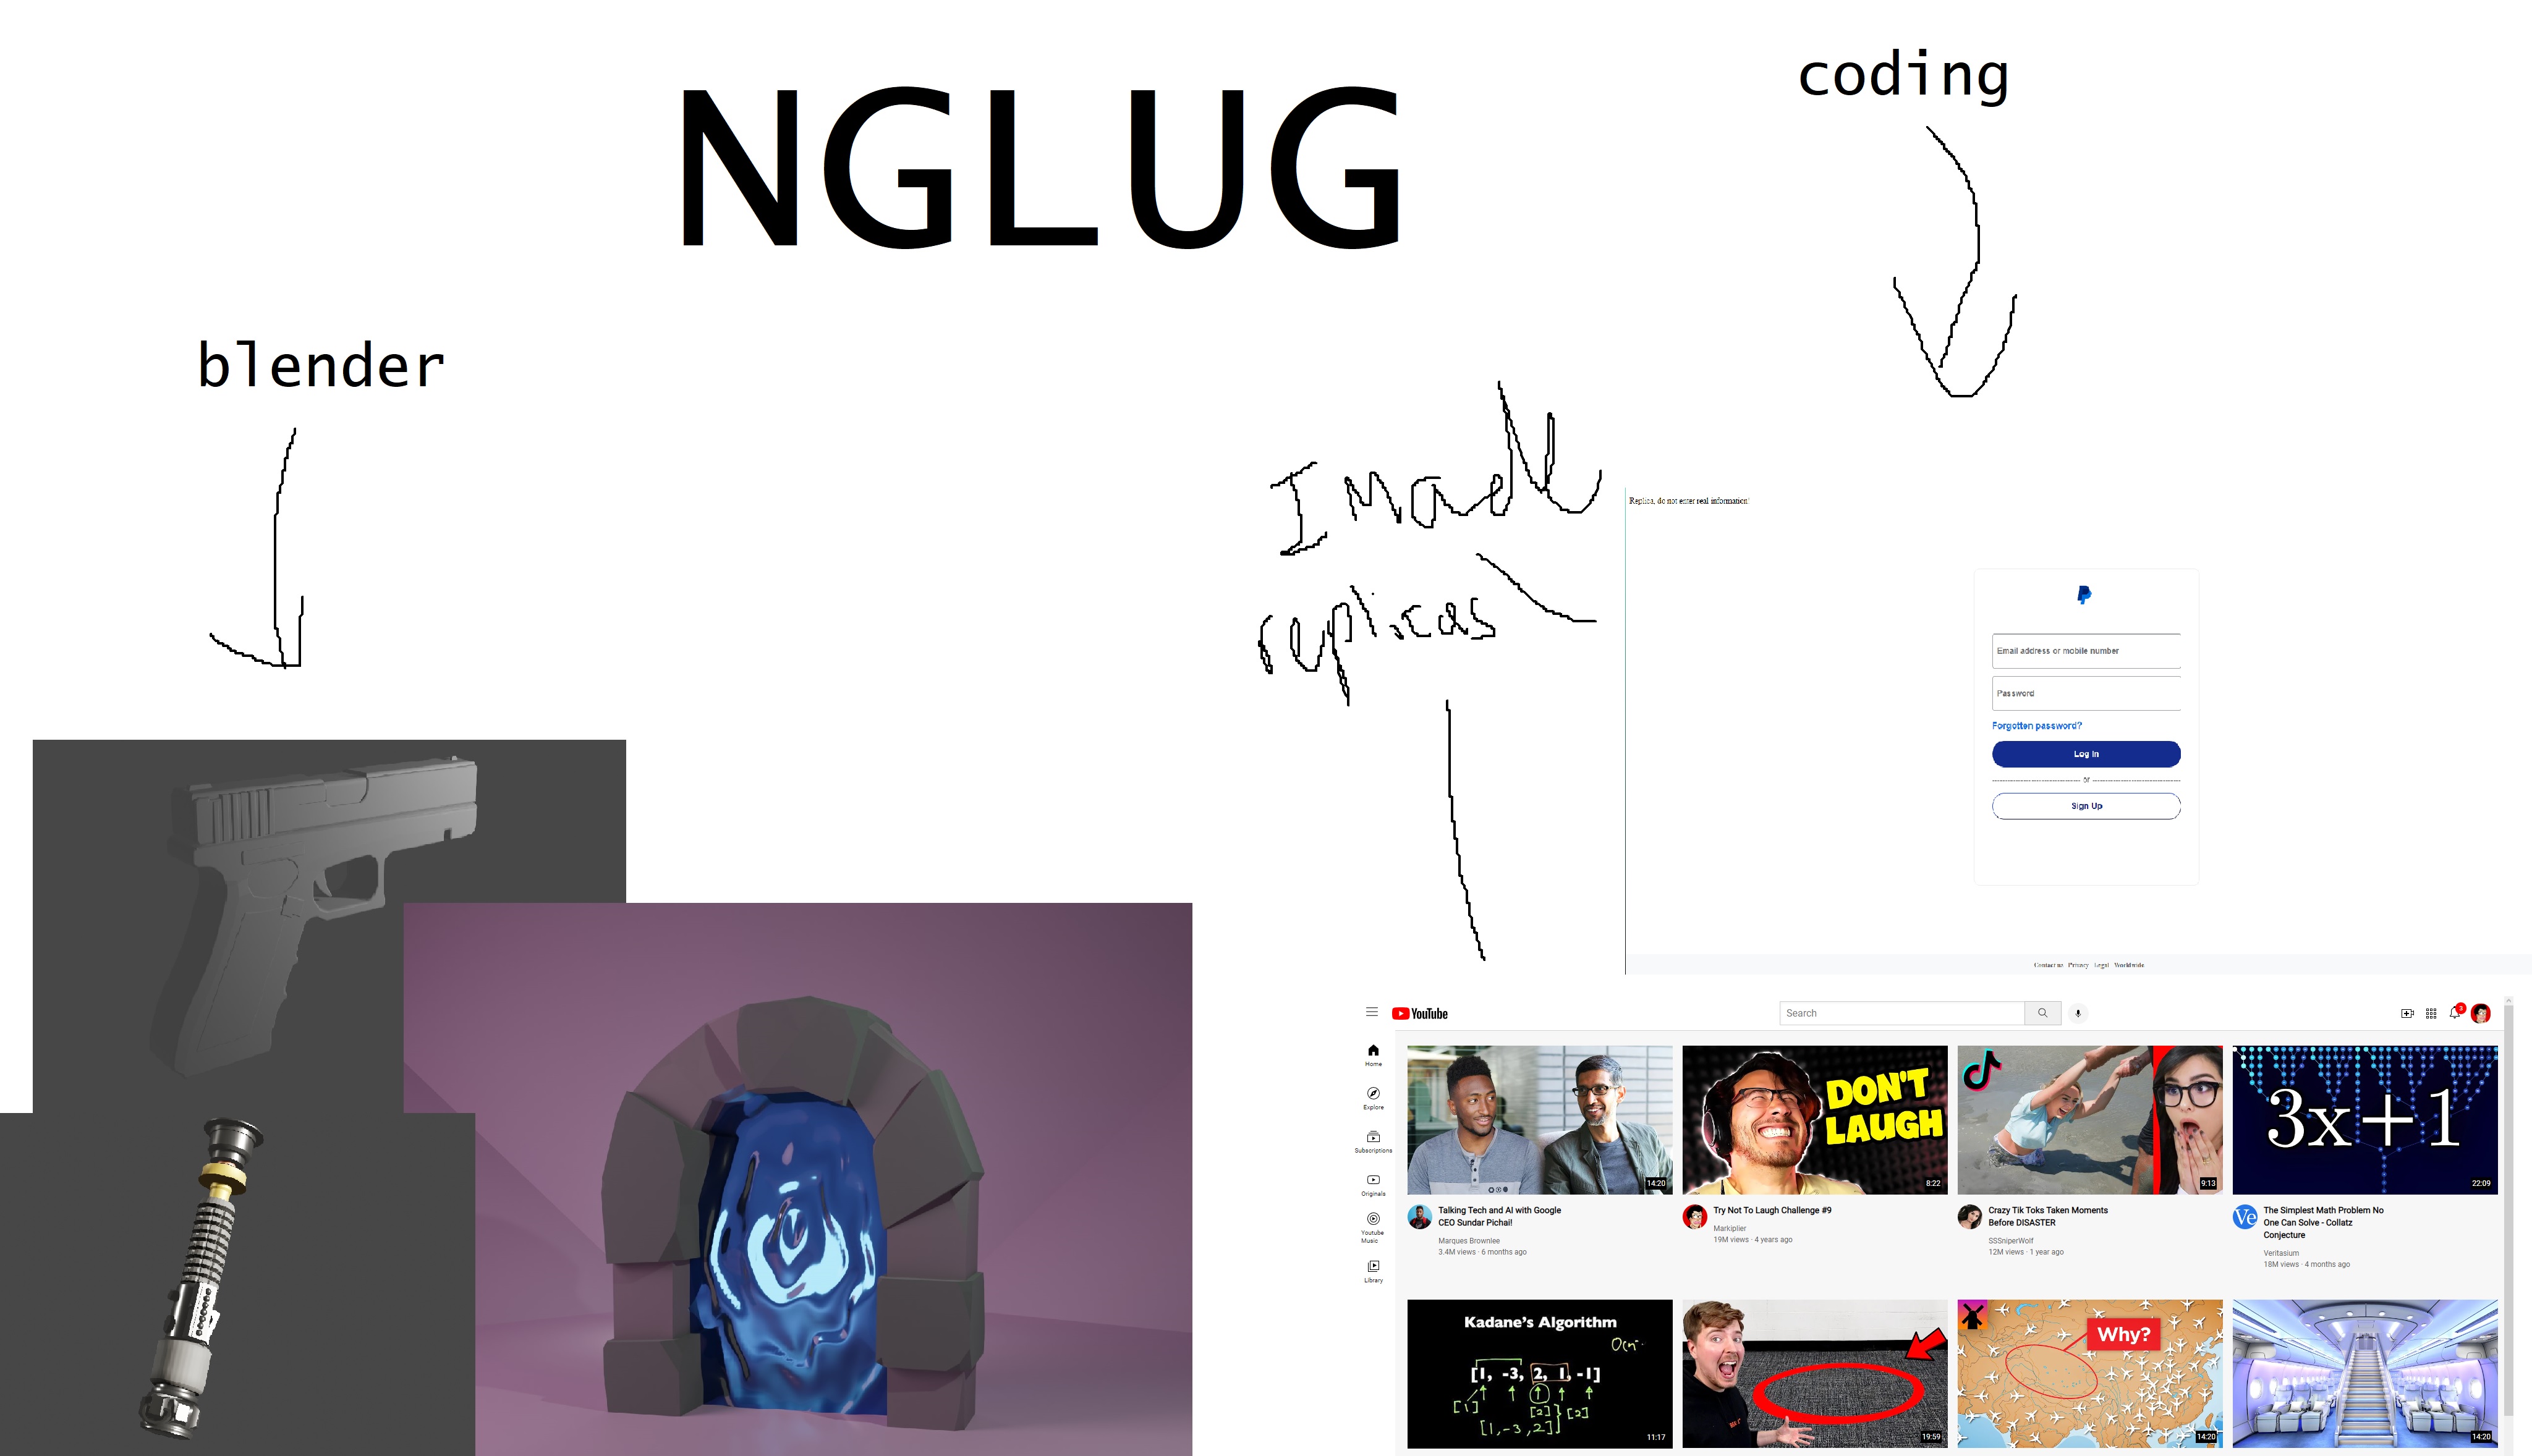 NGLUG
coding
blender
I made
replicas
Replica, do not enter real information!
Email address or mobile number
Password
Forgotten password?
Log In
or
Sign Up
Contact us Privacy Legal Worldwide
YouTube
Search
3
Home
Explore
Subscriptions
Originals
Youtube
Music
Library
14:20
DON'T
LAUGH
8:22
9:13
3x+1
22:09
Talking Tech and AI with Google
CEO Sundar Pichai!
Marques Brownlee
3.4M views · 6 months ago
Try Not To Laugh Challenge #9
Markiplier
19M views · 4 years ago
Crazy Tik Toks Taken Moments
Before DISASTER
SSSniperWolf
12M views · 1 year ago
Ve
The Simplest Math Problem No
One Can Solve - Collatz
Conjecture
Veritasium
18M views · 4 months ago
Kadane's Algorithm
[1, -3, 2, 1, -1]
[1]
[2]
[2]
[1,-3,2]
11:17
19:59
Why?
14:20
14:20